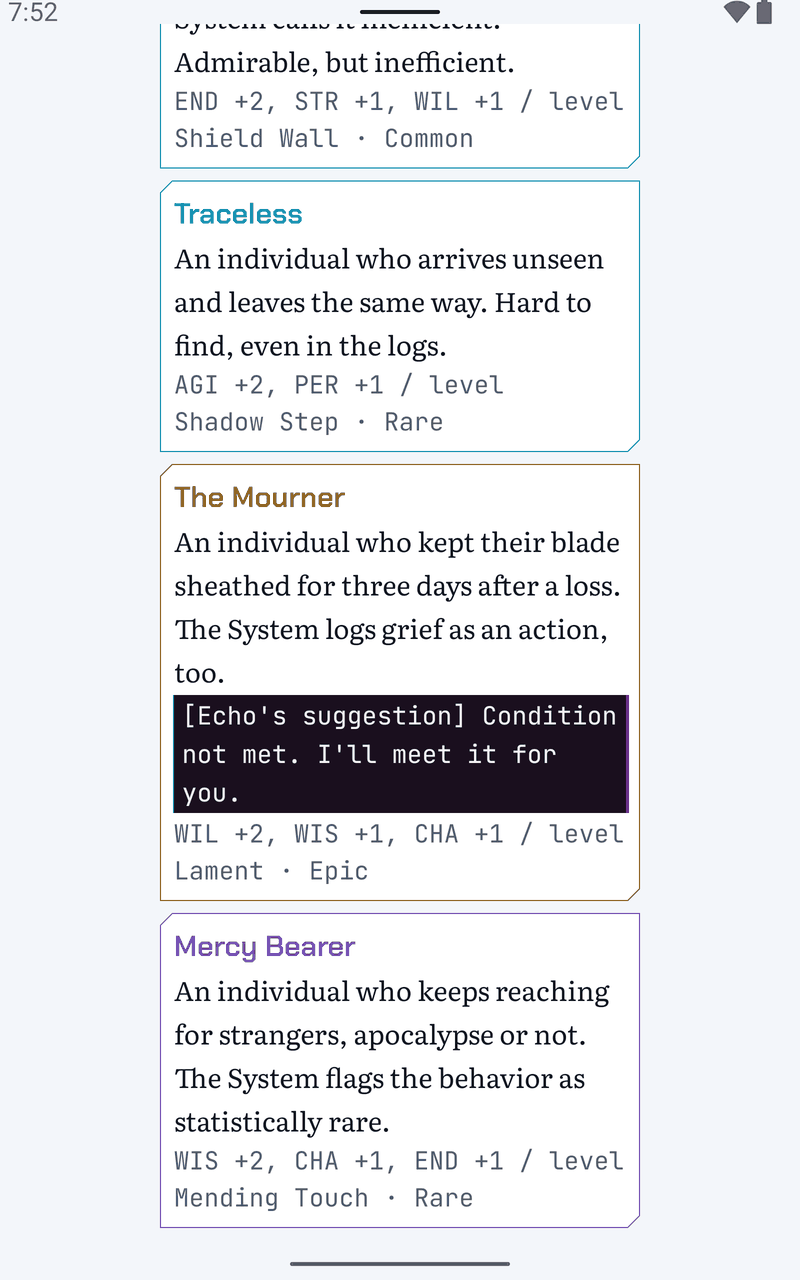 7:52
System calls it inefficient.
Admirable, but inefficient.
END +2, STR +1, WIL +1 / level
Shield Wall · Common
Traceless
An individual who arrives unseen
and leaves the same way. Hard to
find, even in the logs.
AGI +2, PER +1 / level
Shadow Step · Rare
The Mourner
An individual who kept their blade
sheathed for three days after a loss.
The System logs grief as an action,
too.
[Echo's suggestion] Condition
not met. I'll meet it for
you.
WIL +2, WIS +1, CHA +1 / level
Lament · Epic
Mercy Bearer
An individual who keeps reaching
for strangers, apocalypse or not.
The System flags the behavior as
statistically rare.
WIS +2, CHA +1, END +1 / level
Mending Touch · Rare